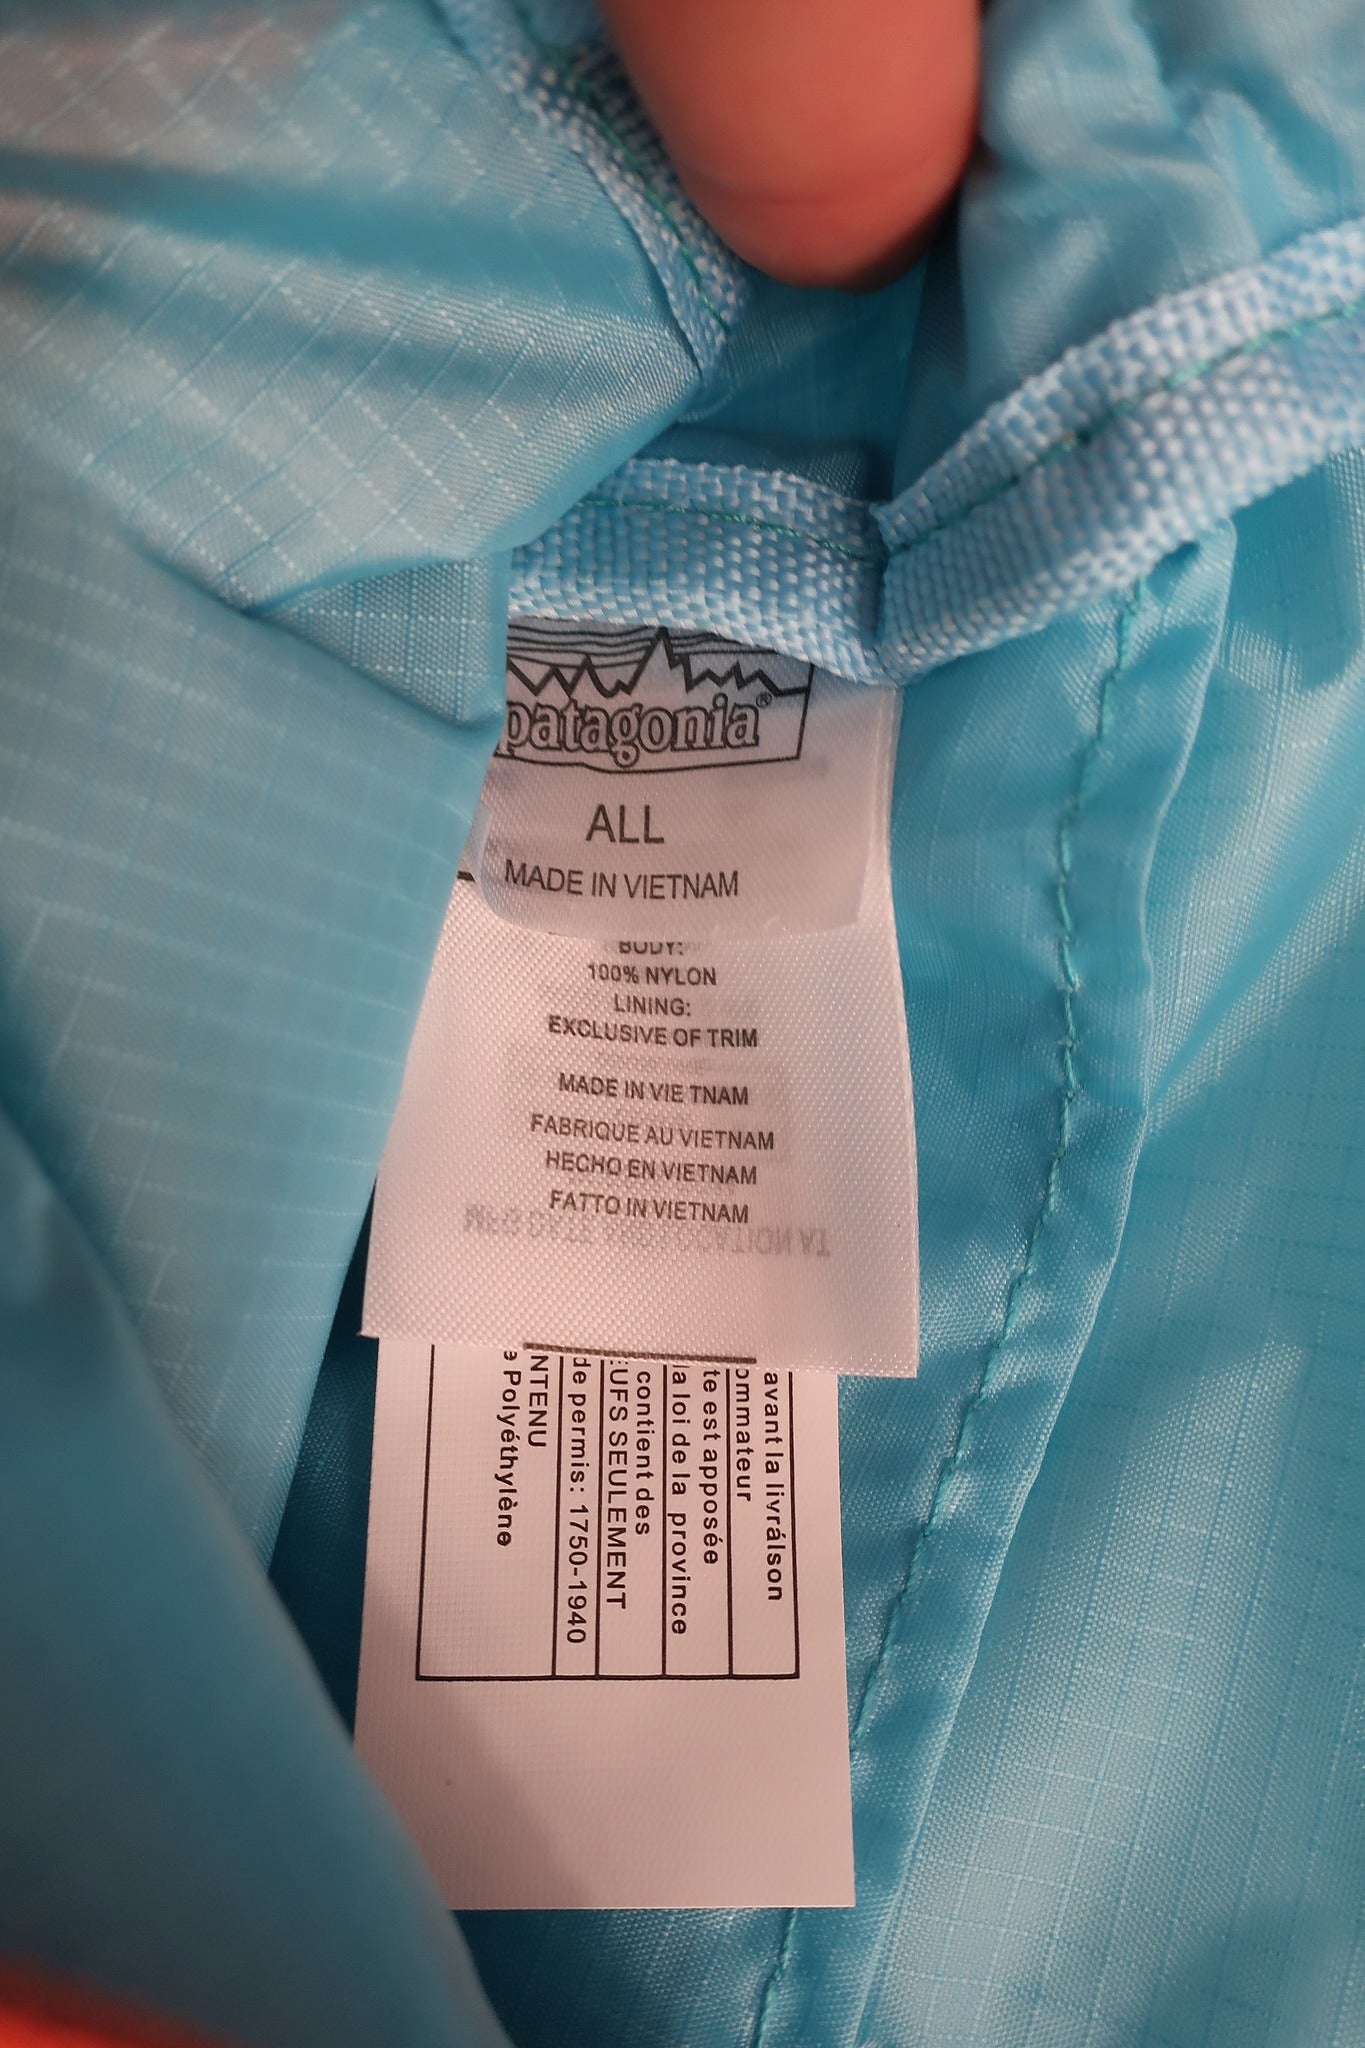 patagonia®
ALL
MADE IN VIETNAM
BODY:
100% NYLON
LINING:
EXCLUSIVE OF TRIM
MADE IN VIE TNAM
FABRIQUE AU VIETNAM
HECHO EN VIETNAM
FATTO IN VIETNAM
avant la livráison
ommateur
te est apposée
la loi de la province
contient des
EUFS SEULEMENT
de permis: 1750-1940
NTENU
e Polyéthylène